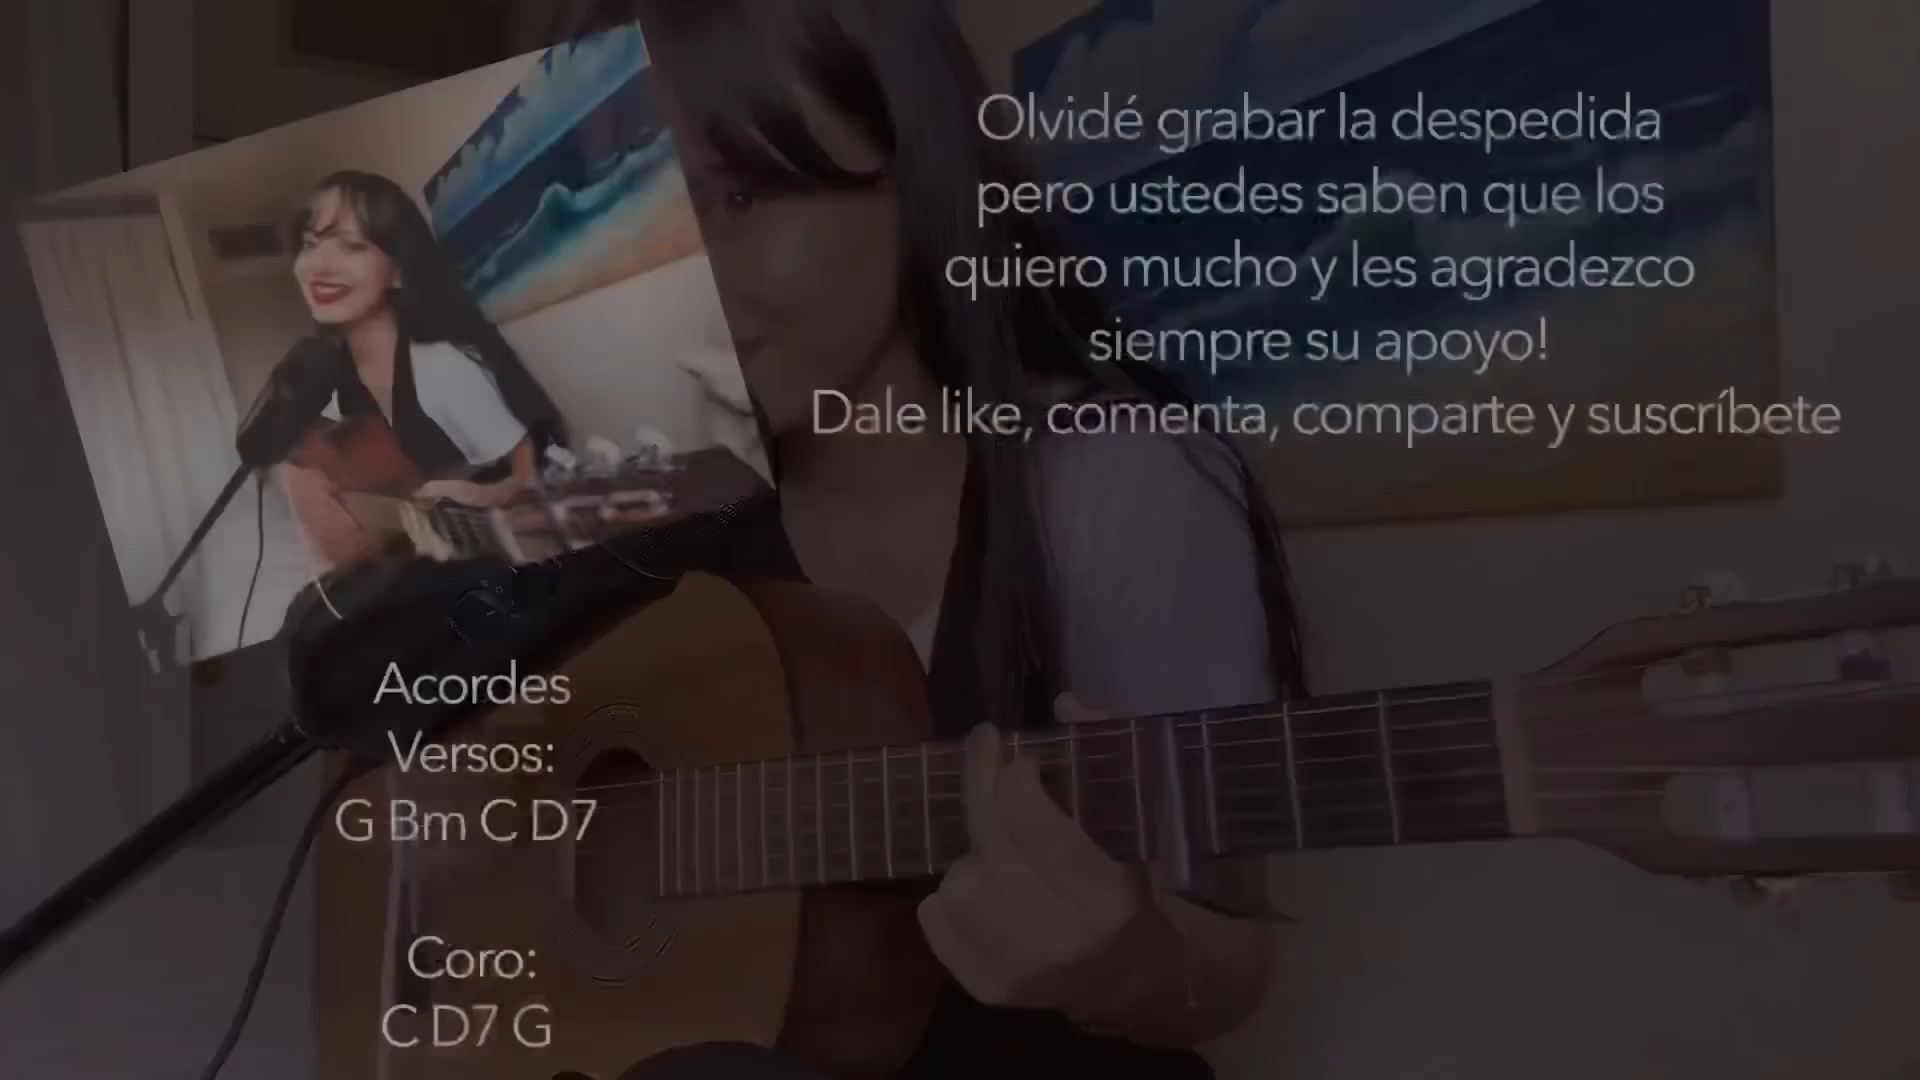 Olvidé grabar la despedida
pero ustedes saben que los
quiero mucho y les agradezco
siempre su apoyo!
Dale like, comenta, comparte y suscríbete
Acordes
Versos:
G Bm C D7
Coro:
C D7 G